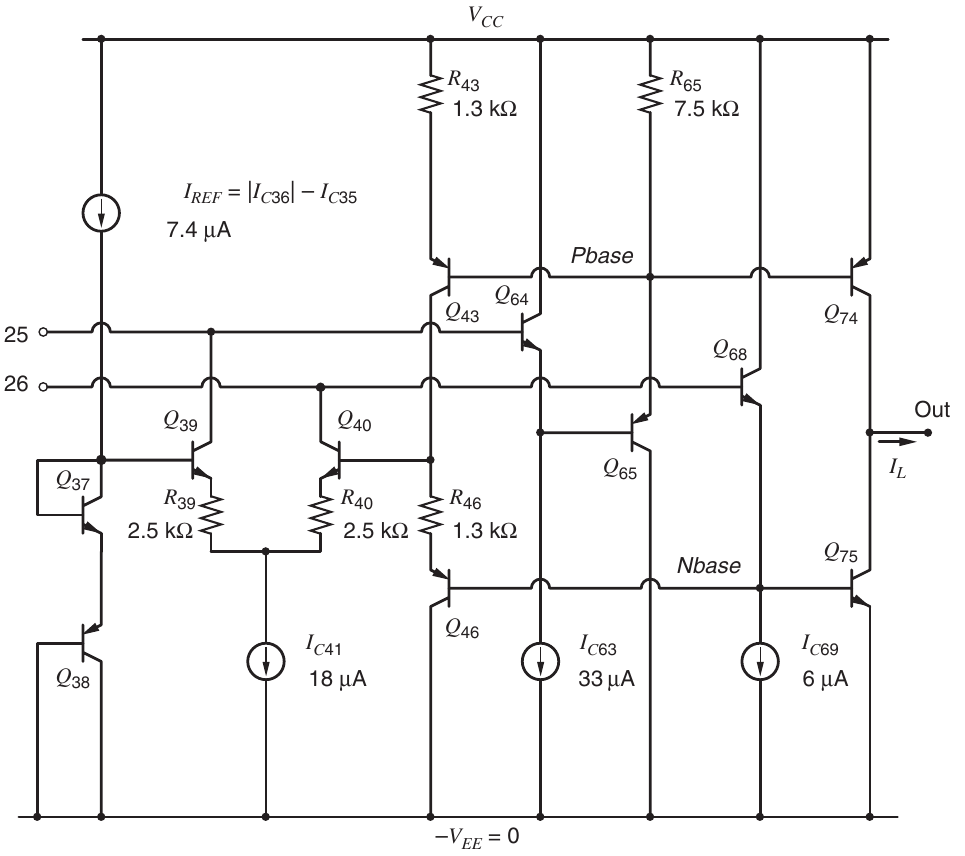 V_CC
R_43
1.3 kΩ
R_65
7.5 kΩ
I_REF = |I_C36| − I_C35
7.4 μA
Pbase
Q_64
Q_43
Q_74
25
Q_68
26
Out
Q_39
Q_40
I_L
Q_37
Q_65
R_39
2.5 kΩ
R_40
2.5 kΩ
R_46
1.3 kΩ
Nbase
Q_75
Q_46
I_C41
18 μA
I_C63
33 μA
I_C69
6 μA
Q_38
−V_EE = 0